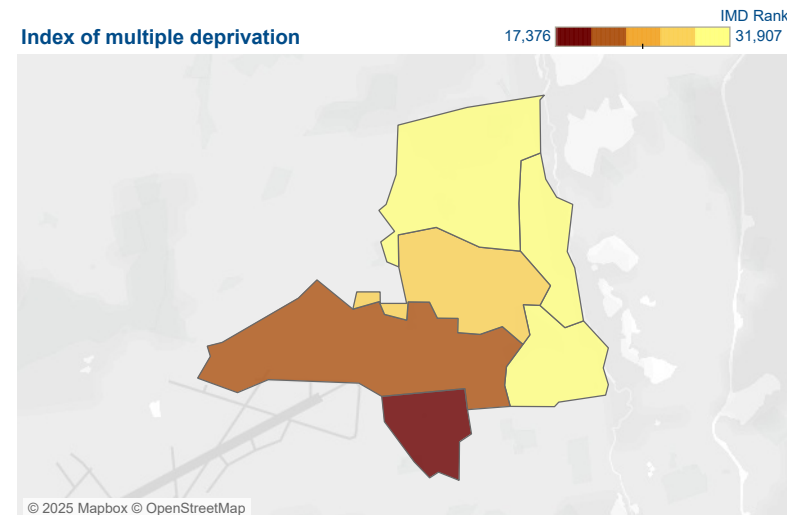 IMD Rank
Index of multiple deprivation
17,376 31,907
© 2025 Mapbox © OpenStreetMap